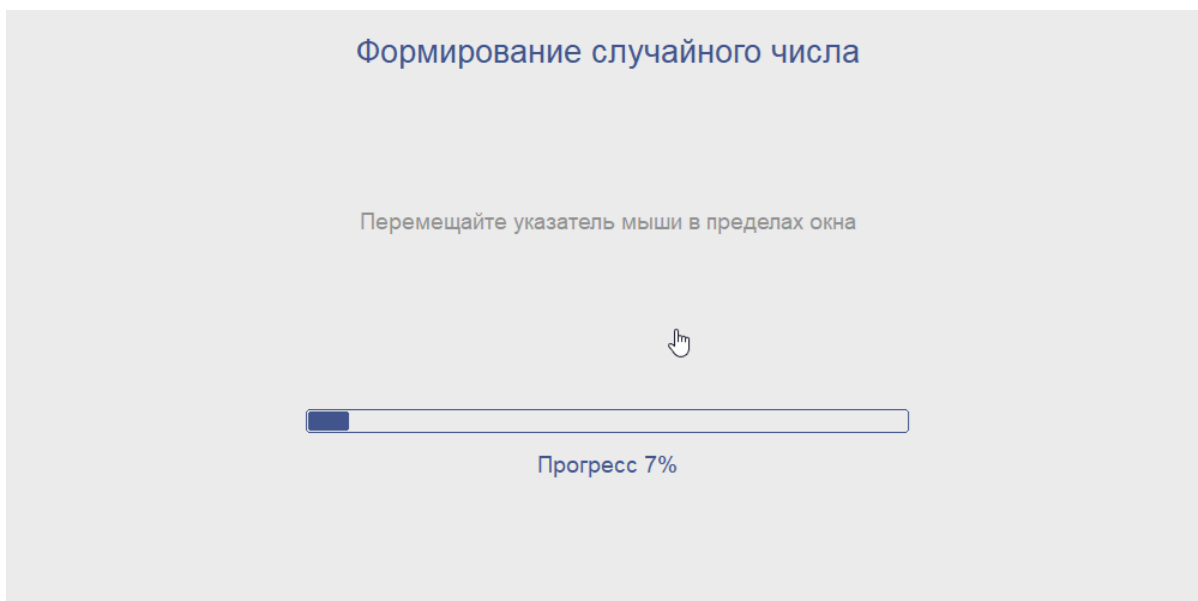 Формирование случайного числа
Перемещайте указатель мыши в пределах окна
Прогресс 7%